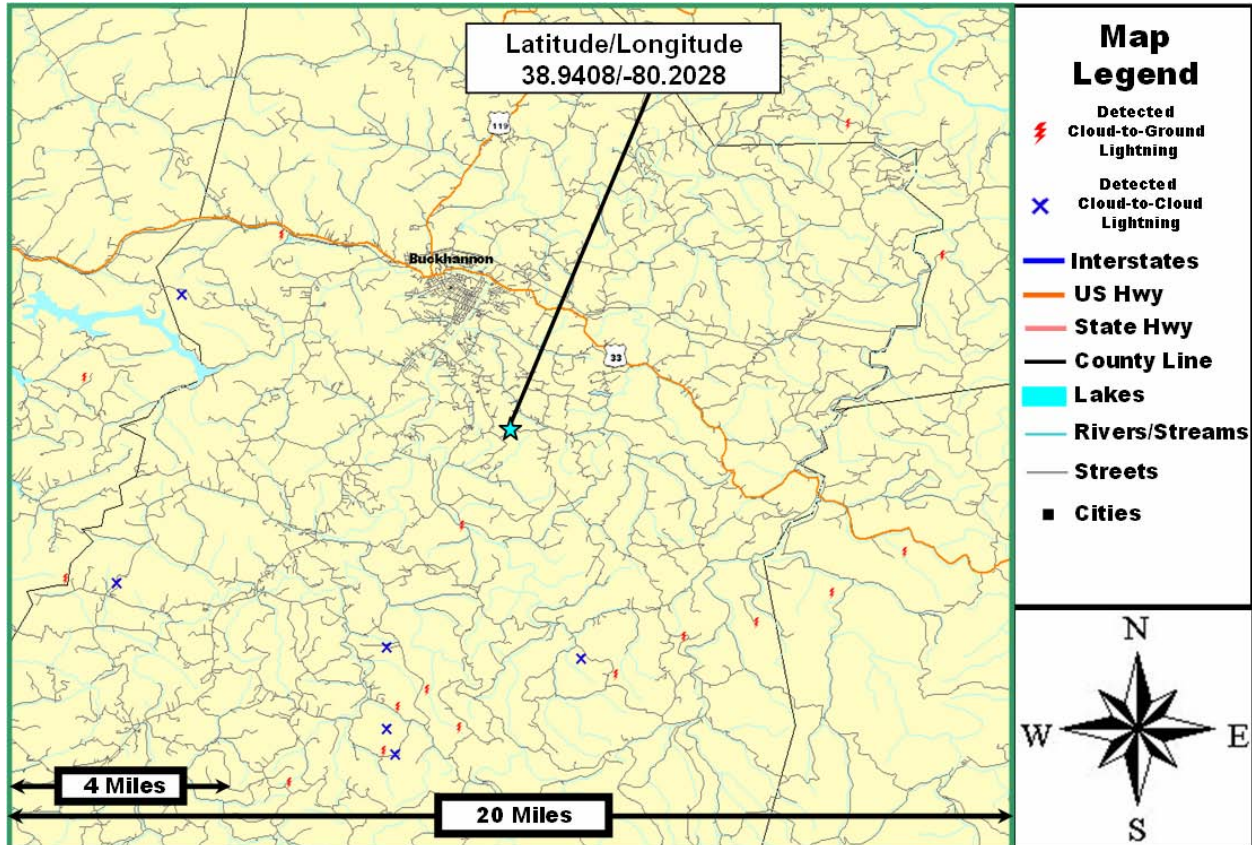 Latitude/Longitude
38.9408/-80.2028
119
Buckhannon
33
4 Miles
20 Miles
Map
Legend
Detected
Cloud-to-Ground
Lightning
Detected
Cloud-to-Cloud
Lightning
Interstates
US Hwy
State Hwy
County Line
Lakes
Rivers/Streams
Streets
Cities
N
W
E
S